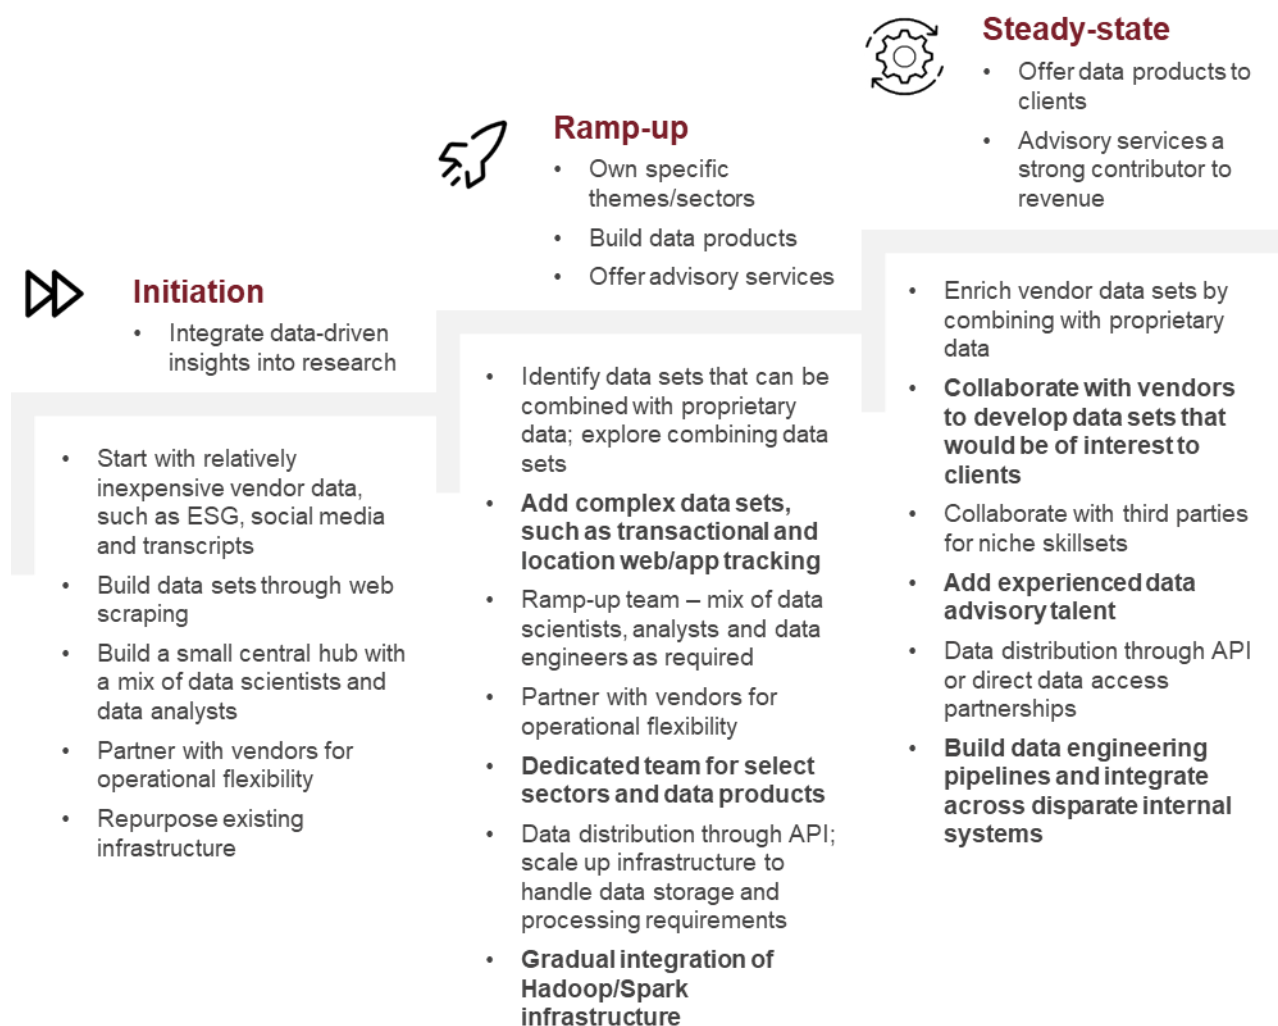 Initiation
• Integrate data-driven
insights into research
• Start with relatively
inexpensive vendor data,
such as ESG, social media
and transcripts
• Build data sets through web
scraping
• Build a small central hub with
a mix of data scientists and
data analysts
• Partner with vendors for
operational flexibility
• Repurpose existing
infrastructure
Ramp-up
• Own specific
themes/sectors
• Build data products
• Offer advisory services
• Identify data sets that can be
combined with proprietary
data; explore combining data
sets
• Add complex data sets,
such as transactional and
location web/app tracking
• Ramp-up team – mix of data
scientists, analysts and data
engineers as required
• Partner with vendors for
operational flexibility
• Dedicated team for select
sectors and data products
• Data distribution through API;
scale up infrastructure to
handle data storage and
processing requirements
• Gradual integration of
Hadoop/Spark
infrastructure
Steady-state
• Offer data products to
clients
• Advisory services a
strong contributor to
revenue
• Enrich vendor data sets by
combining with proprietary
data
• Collaborate with vendors
to develop data sets that
would be of interest to
clients
• Collaborate with third parties
for niche skillsets
• Add experienced data
advisory talent
• Data distribution through API
or direct data access
partnerships
• Build data engineering
pipelines and integrate
across disparate internal
systems